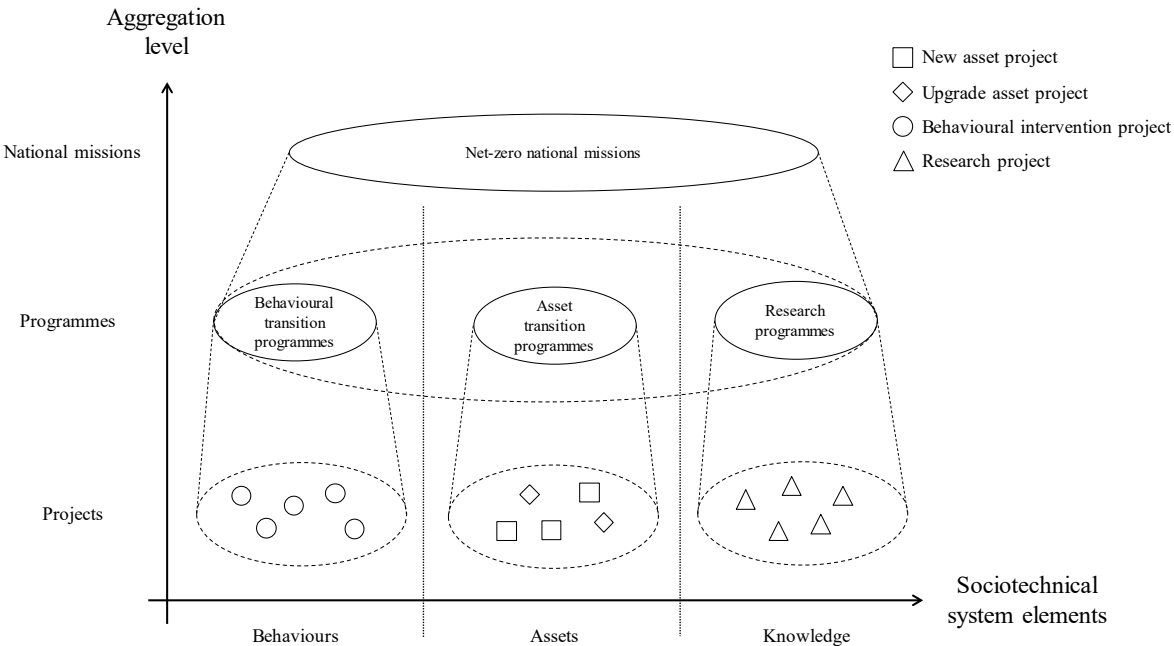 Aggregation
level
New asset project
Upgrade asset project
Behavioural intervention project
Research project
National missions
Net-zero national missions
Programmes
Behavioural
transition
programmes
Asset
transition
programmes
Research
programmes
Projects
Sociotechnical
system elements
Behaviours
Assets
Knowledge